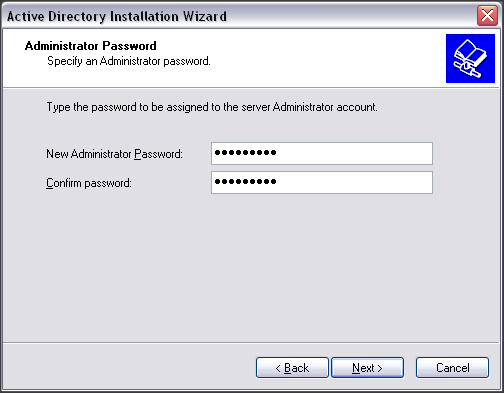 Active Directory Installation Wizard
Administrator Password
Specify an Administrator password.
Type the password to be assigned to the server Administrator account.
New Administrator Password: •••••••••
Confirm password: •••••••••
< Back Next > Cancel